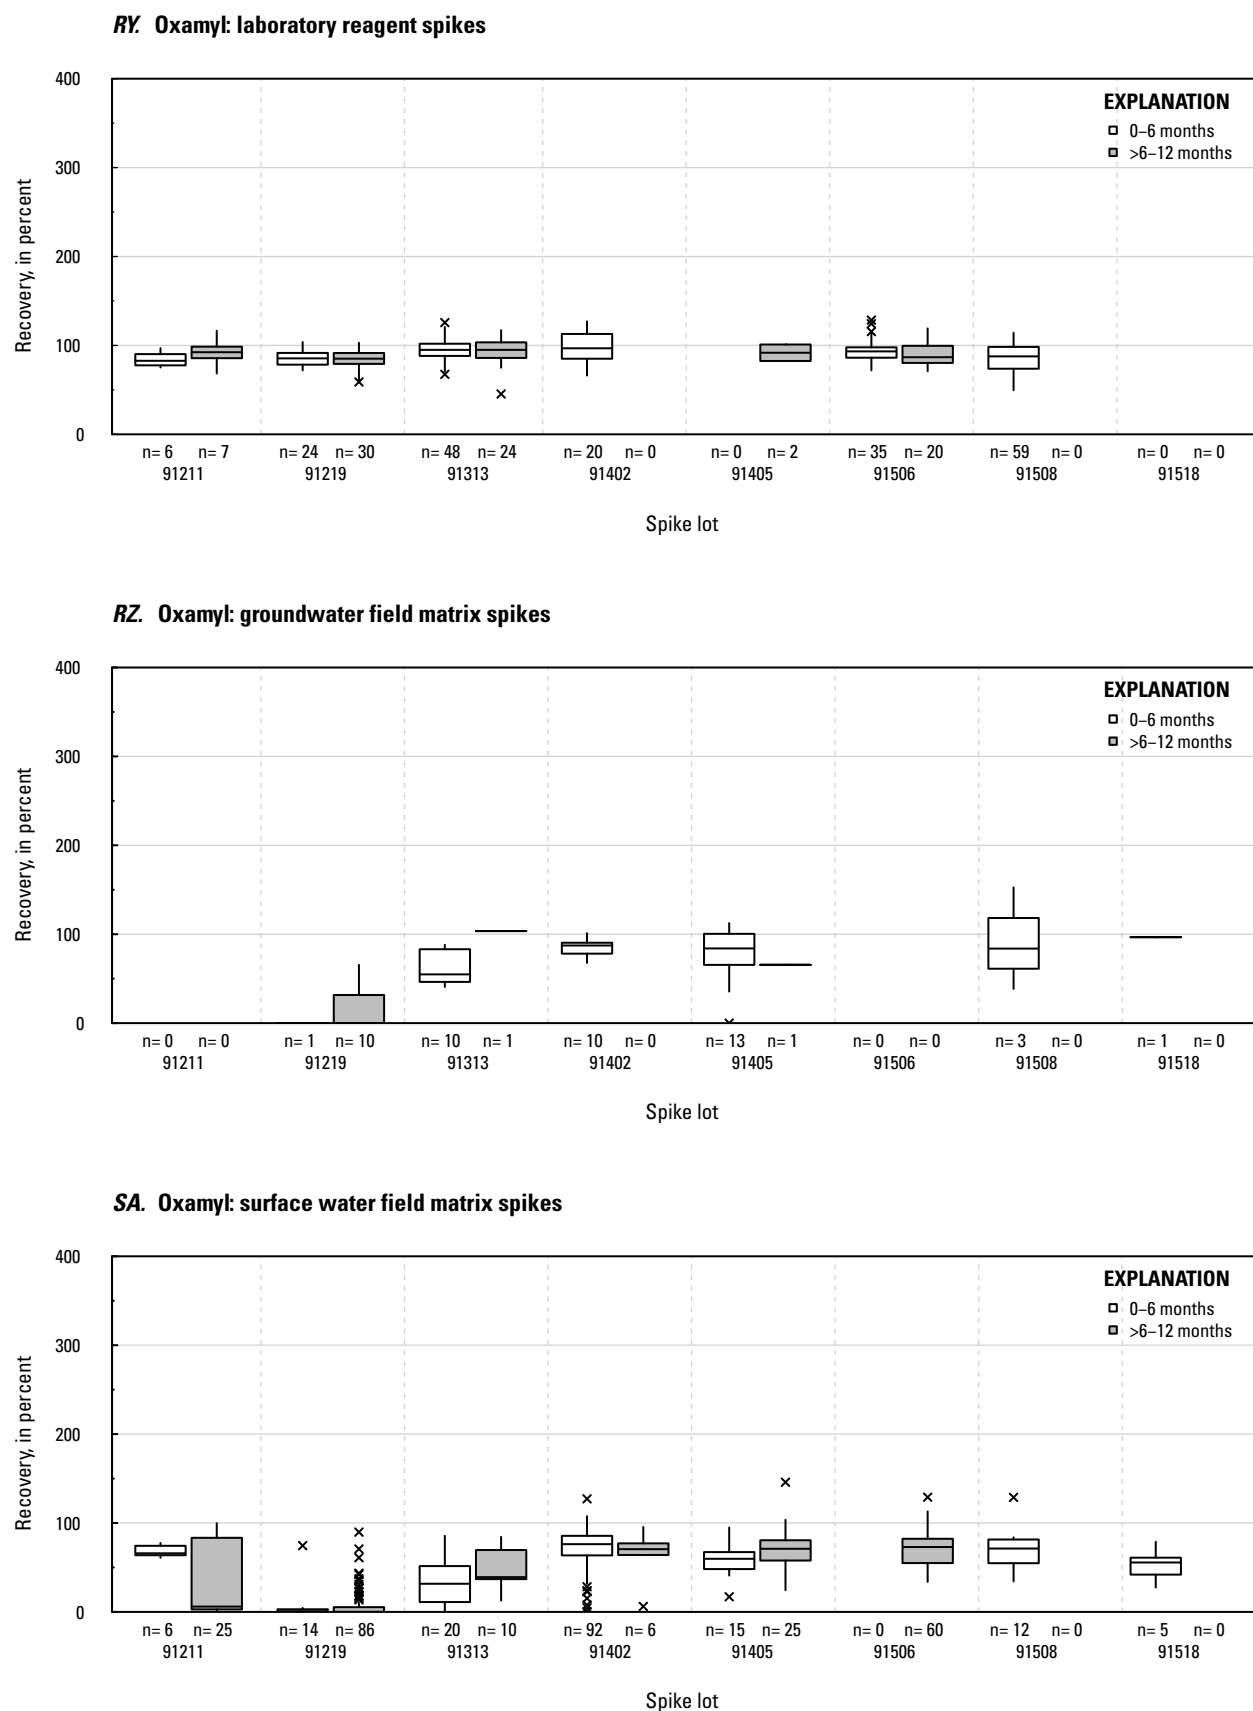 RY. Oxamyl: laboratory reagent spikes
400
300
200
100
0
Recovery, in percent
EXPLANATION
0–6 months
>6–12 months
n= 6 n= 7 n= 24 n= 30 n= 48 n= 24 n= 20 n= 0 n= 0 n= 2 n= 35 n= 20 n= 59 n= 0 n= 0 n= 0
91211 91219 91313 91402 91405 91506 91508 91518
Spike lot
RZ. Oxamyl: groundwater field matrix spikes
400
300
200
100
0
Recovery, in percent
EXPLANATION
0–6 months
>6–12 months
n= 0 n= 0 n= 1 n= 10 n= 10 n= 1 n= 10 n= 0 n= 13 n= 1 n= 0 n= 0 n= 3 n= 0 n= 1 n= 0
91211 91219 91313 91402 91405 91506 91508 91518
Spike lot
SA. Oxamyl: surface water field matrix spikes
400
300
200
100
0
Recovery, in percent
EXPLANATION
0–6 months
>6–12 months
n= 6 n= 25 n= 14 n= 86 n= 20 n= 10 n= 92 n= 6 n= 15 n= 25 n= 0 n= 60 n= 12 n= 0 n= 5 n= 0
91211 91219 91313 91402 91405 91506 91508 91518
Spike lot